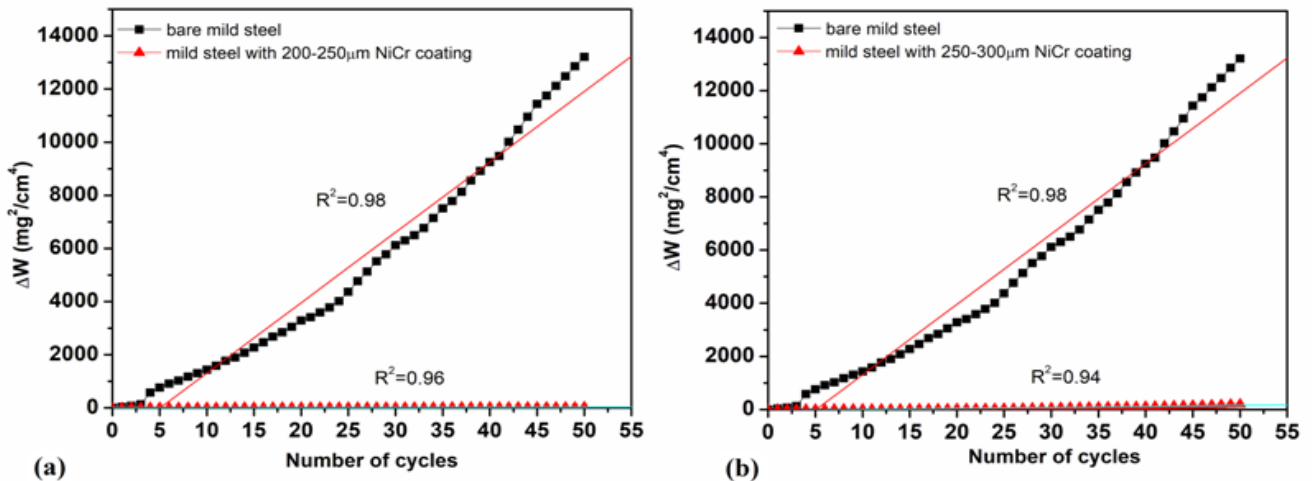 bare mild steel
mild steel with 200-250μm NiCr coating
14000
12000
10000
8000
6000
4000
2000
0
ΔW (mg²/cm⁴)
R²=0.98
R²=0.96
0 5 10 15 20 25 30 35 40 45 50 55
Number of cycles
(a)
bare mild steel
mild steel with 250-300μm NiCr coating
14000
12000
10000
8000
6000
4000
2000
0
ΔW (mg²/cm⁴)
R²=0.98
R²=0.94
0 5 10 15 20 25 30 35 40 45 50 55
Number of cycles
(b)